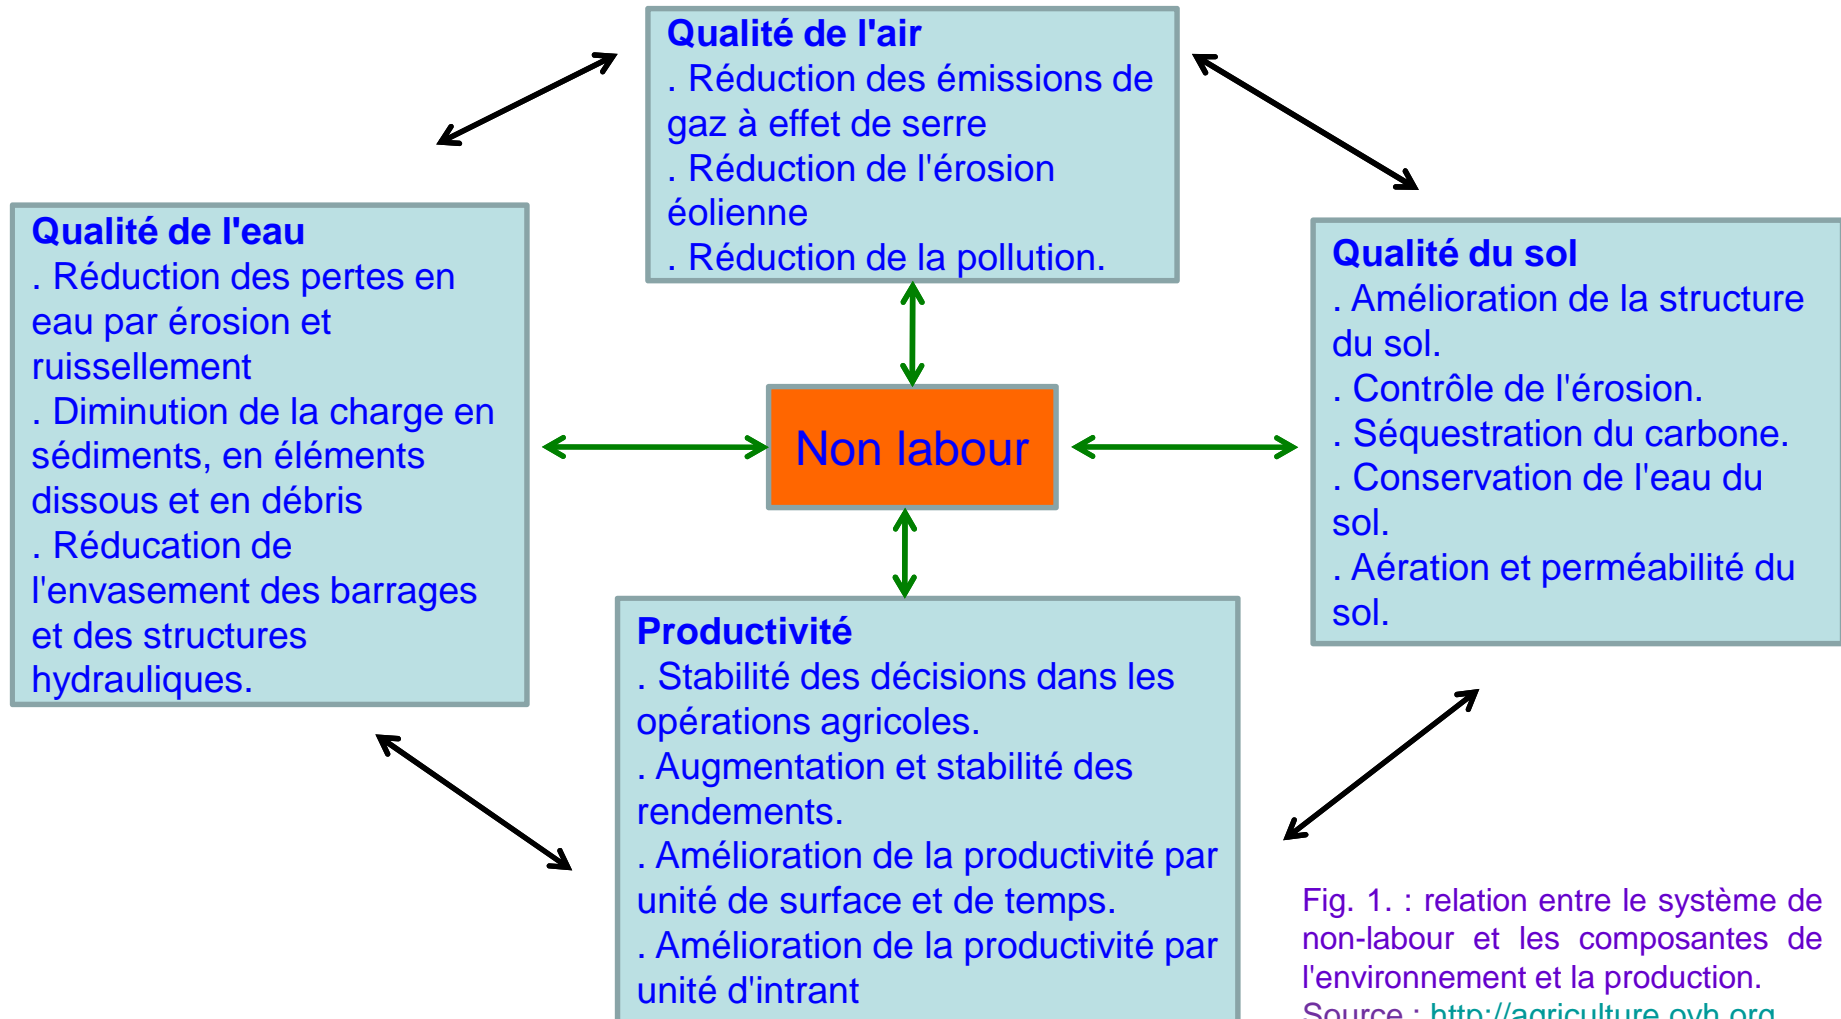 Qualité de l'air
. Réduction des émissions de
gaz à effet de serre
. Réduction de l'érosion
éolienne
. Réduction de la pollution.
Qualité de l'eau
. Réduction des pertes en
eau par érosion et
ruissellement
. Diminution de la charge en
sédiments, en éléments
dissous et en débris
. Réducation de
l'envasement des barrages
et des structures
hydrauliques.
Non labour
Qualité du sol
. Amélioration de la structure
du sol.
. Contrôle de l'érosion.
. Séquestration du carbone.
. Conservation de l'eau du
sol.
. Aération et perméabilité du
sol.
Productivité
. Stabilité des décisions dans les
opérations agricoles.
. Augmentation et stabilité des
rendements.
. Amélioration de la productivité par
unité de surface et de temps.
. Amélioration de la productivité par
unité d'intrant
Fig. 1. : relation entre le système de
non-labour et les composantes de
l'environnement et la production.
Source : http://agriculture.ovh.org